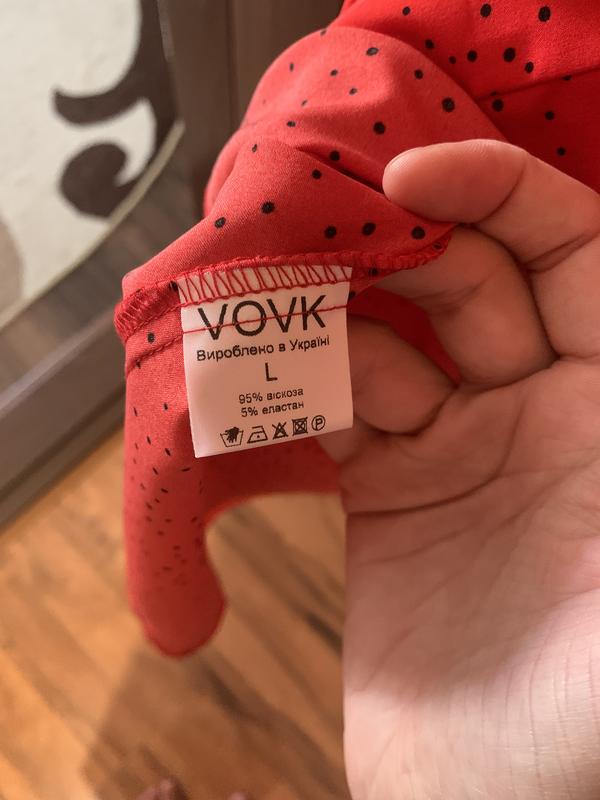 VOVK
Вироблено в Україні
L
95% віскоза
5% еластан